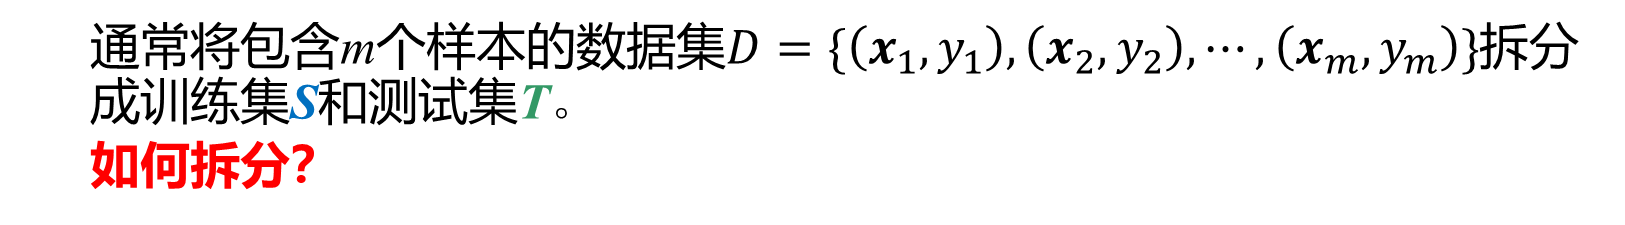 通常将包含m个样本的数据集D = {(x₁, y₁), (x₂, y₂), ⋯ , (xₘ, yₘ)}拆分
成训练集S和测试集T。
如何拆分？